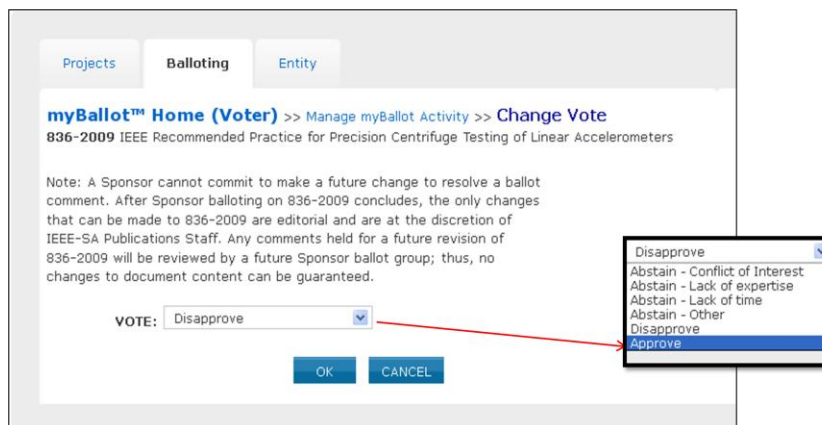 Projects Balloting Entity
myBallot™ Home (Voter) >> Manage myBallot Activity >> Change Vote
836-2009 IEEE Recommended Practice for Precision Centrifuge Testing of Linear Accelerometers
Note: A Sponsor cannot commit to make a future change to resolve a ballot
comment. After Sponsor balloting on 836-2009 concludes, the only changes
that can be made to 836-2009 are editorial and are at the discretion of
IEEE-SA Publications Staff. Any comments held for a future revision of
836-2009 will be reviewed by a future Sponsor ballot group; thus, no
changes to document content can be guaranteed.
VOTE: Disapprove
OK CANCEL
Disapprove
Abstain - Conflict of Interest
Abstain - Lack of expertise
Abstain - Lack of time
Abstain - Other
Disapprove
Approve